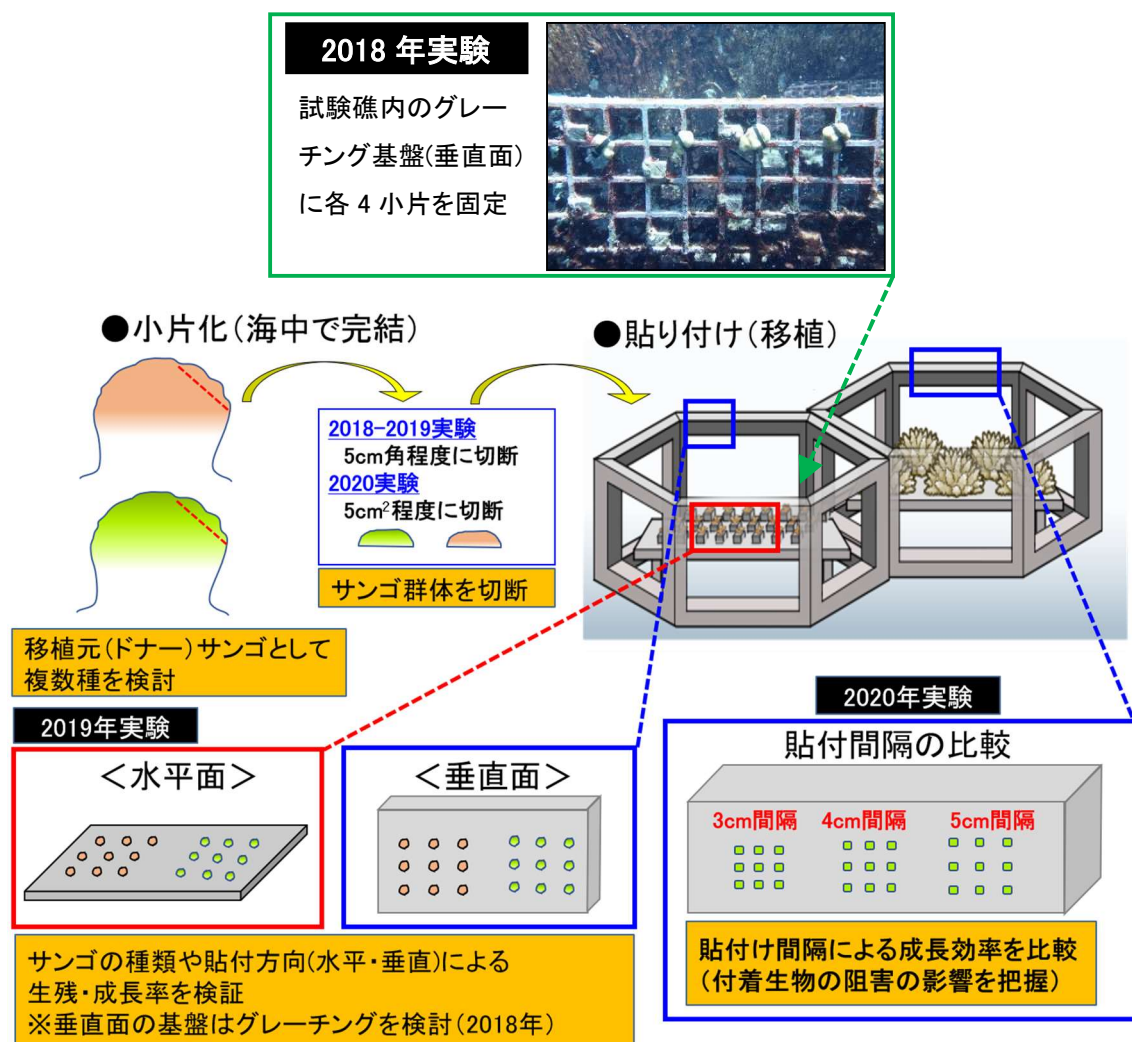 2018 年実験
試験礁内のグレー
チング基盤(垂直面)
に各 4 小片を固定
●小片化(海中で完結)
●貼り付け(移植)
2018-2019実験
5cm角程度に切断
2020実験
5cm²程度に切断
サンゴ群体を切断
移植元(ドナー)サンゴとして
複数種を検討
2019年実験
<水平面>
<垂直面>
サンゴの種類や貼付方向(水平・垂直)による
生残・成長率を検証
※垂直面の基盤はグレーチングを検討(2018年)
2020年実験
貼付間隔の比較
3cm間隔 4cm間隔 5cm間隔
貼付け間隔による成長効率を比較
(付着生物の阻害の影響を把握)